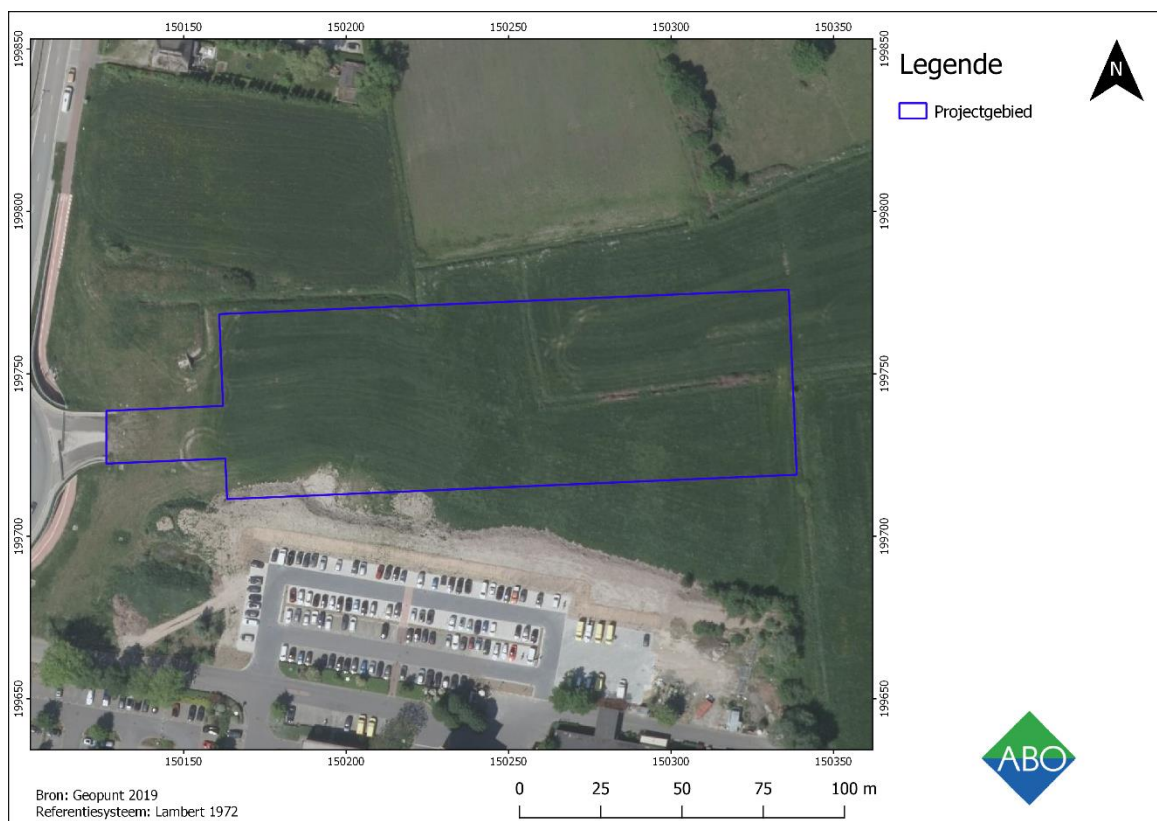 150150 150200 150250 150300 150350
199850 199850
Legende
N
Projectgebied
199800 199800
199750 199750
199700 199700
199650 199650
150150 150200 150250 150300 150350
ABO
Bron: Geopunt 2019
Referentiesysteem: Lambert 1972
0 25 50 75 100 m